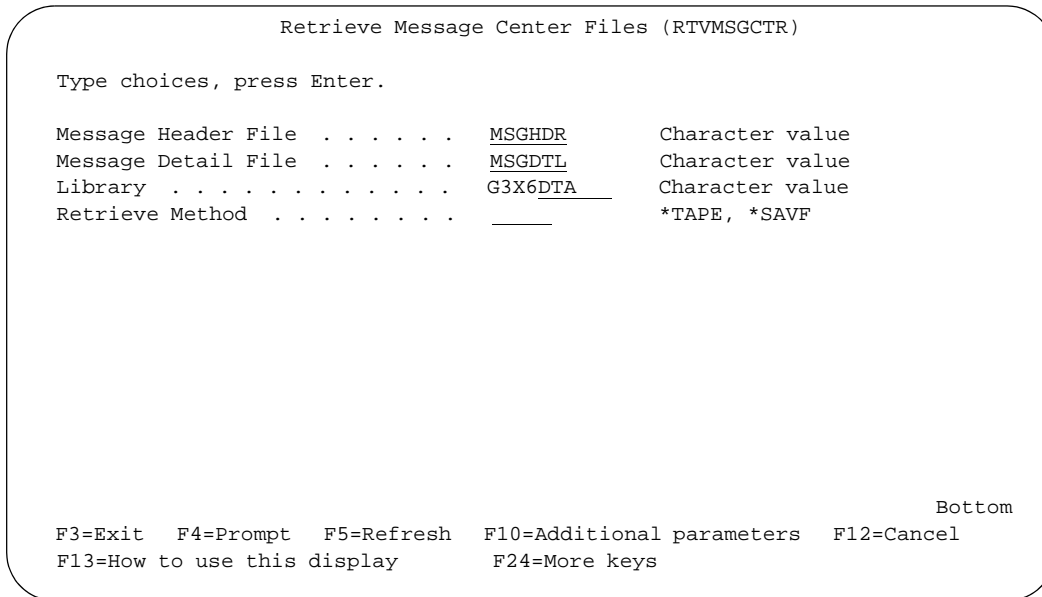 Retrieve Message Center Files (RTVMSGCTR)
Type choices, press Enter.
Message Header File . . . . . . MSGHDR Character value
Message Detail File . . . . . . MSGDTL Character value
Library . . . . . . . . . . . . G3X6DTA Character value
Retrieve Method . . . . . . . . *TAPE, *SAVF
Bottom
F3=Exit F4=Prompt F5=Refresh F10=Additional parameters F12=Cancel
F13=How to use this display F24=More keys